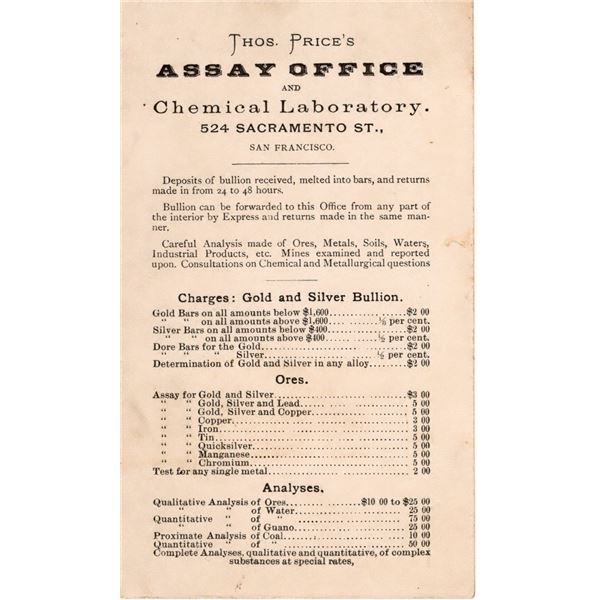 THOS. PRICE'S
ASSAY OFFICE
AND
Chemical Laboratory.
524 SACRAMENTO ST.,
SAN FRANCISCO.
Deposits of bullion received, melted into bars, and returns
made in from 24 to 48 hours.
Bullion can be forwarded to this Office from any part of
the interior by Express and returns made in the same man-
ner.
Careful Analysis made of Ores, Metals, Soils, Waters,
Industrial Products, etc. Mines examined and reported
upon. Consultations on Chemical and Metallurgical questions
Charges: Gold and Silver Bullion.
Gold Bars on all amounts below $1,600....................$2 00
" " on all amounts above $1,600.... .......... per cent.
Silver Bars on all amounts below $400....................$2 00
" " on all amounts above $400 .............. per cent.
Dore Bars for the Gold....................................$2 00
" " " Silver......................... per cent.
Determination of Gold and Silver in any alloy.......$2 00
Ores.
Assay for Gold and Silver..................................$3 00
" " Gold, Silver and Lead..................... 5 00
" " Gold, Silver and Copper.................. 5 00
" " Copper....................................... 3 00
" " Iron........................................... 3 00
" " Tin............................................ 5 00
" " Quicksilver.................................. 5 00
" " Manganese.................................. 5 00
" " Chromium................................... 5 00
Test for any single metal................................... 2 00
Analyses.
Qualitative Analysis of Ores..................$10 00 to $25 00
" " of Water............................ 25 00
Quantitative " of " ............................ 75 00
" " of Guano............................ 25 00
Proximate Analysis of Coal............................ 10 00
Quantitative " of " ............................ 50 00
Complete Analyses, qualitative and quantitative, of complex
substances at special rates,